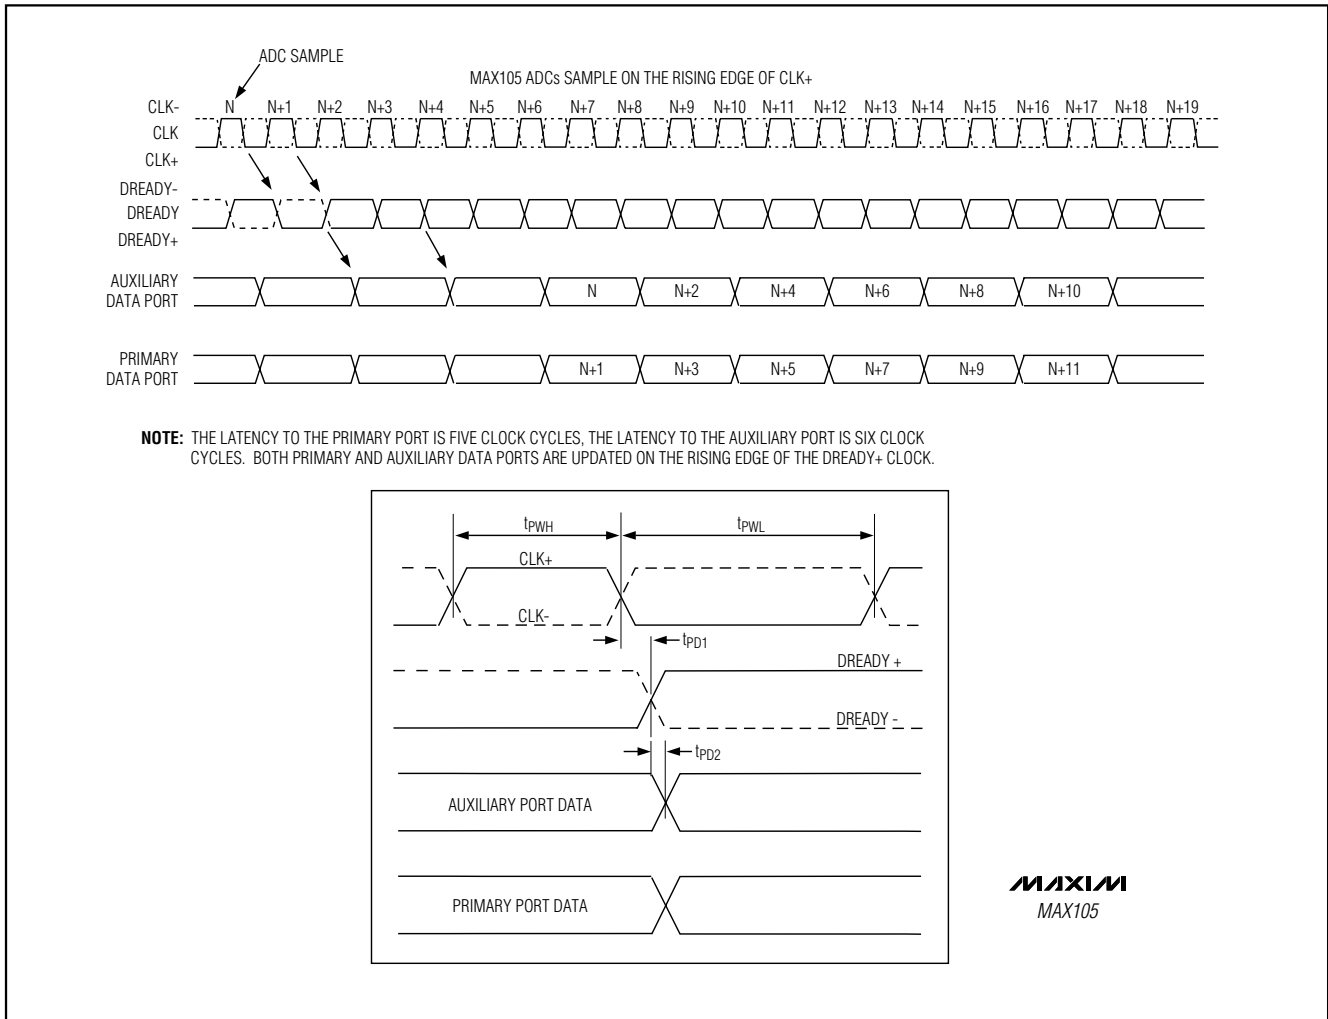 ADC SAMPLE
MAX105 ADCs SAMPLE ON THE RISING EDGE OF CLK+
CLK- N N+1 N+2 N+3 N+4 N+5 N+6 N+7 N+8 N+9 N+10 N+11 N+12 N+13 N+14 N+15 N+16 N+17 N+18 N+19
CLK
CLK+
DREADY-
DREADY
DREADY+
AUXILIARY
DATA PORT
N N+2 N+4 N+6 N+8 N+10
PRIMARY
DATA PORT
N+1 N+3 N+5 N+7 N+9 N+11
NOTE: THE LATENCY TO THE PRIMARY PORT IS FIVE CLOCK CYCLES, THE LATENCY TO THE AUXILIARY PORT IS SIX CLOCK
CYCLES. BOTH PRIMARY AND AUXILIARY DATA PORTS ARE UPDATED ON THE RISING EDGE OF THE DREADY+ CLOCK.
tPWH tPWL
CLK+
CLK-
tPD1
DREADY +
DREADY -
tPD2
AUXILIARY PORT DATA
PRIMARY PORT DATA
MAXIM
MAX105